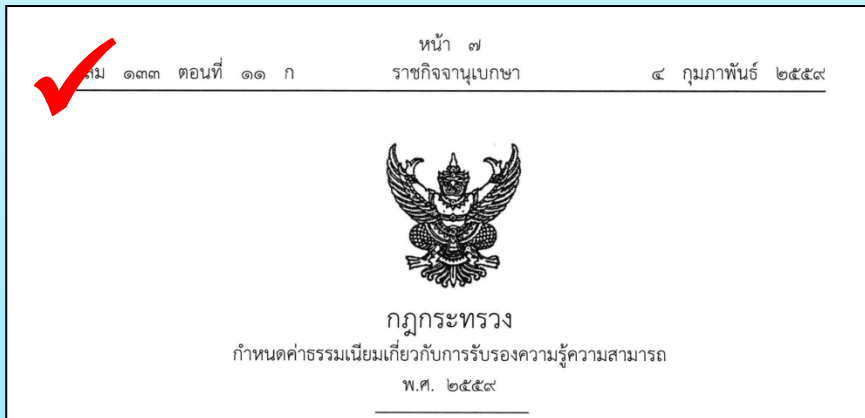 หน้า ๗
๑๓๓ ตอนที่ ๑๑ ก ราชกิจจานุเบกษา ๔ กุมภาพันธ์ ๒๕๕๙
กฎกระทรวง
กำหนดค่าธรรมเนียมเกี่ยวกับการรับรองความรู้ความสามารถ
พ.ศ. ๒๕๕๙